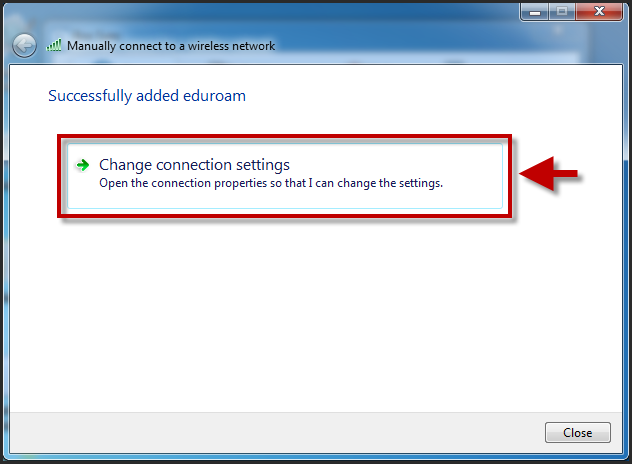 Manually connect to a wireless network
Successfully added eduroam
Change connection settings
Open the connection properties so that I can change the settings.
Close